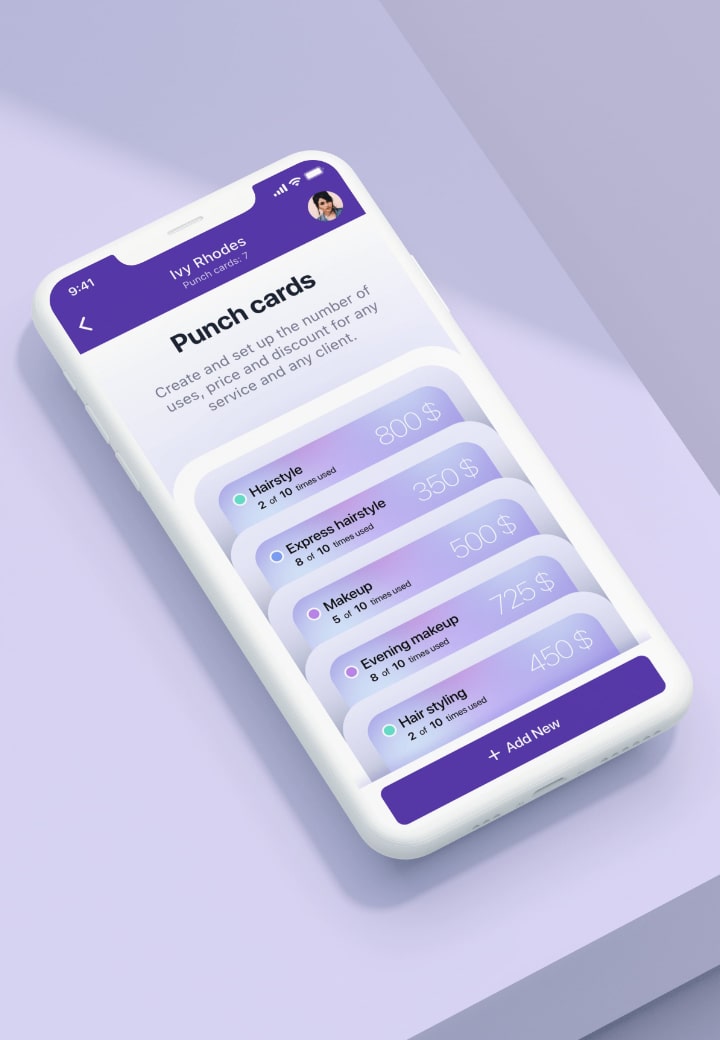 9:41
Ivy Rhodes
Punch cards: 7
Punch cards
Create and set up the number of
uses, price and discount for any
service and any client.
Hairstyle
800 $
2 of 10 times used
Express hairstyle
350 $
8 of 10 times used
Makeup
500 $
5 of 10 times used
Evening makeup
725 $
8 of 10 times used
Hair styling
450 $
2 of 10 times used
+ Add New